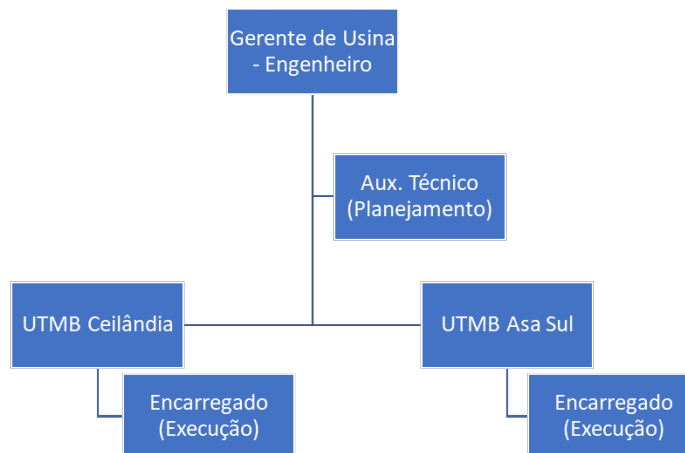 Gerente de Usina
- Engenheiro
Aux. Técnico
(Planejamento)
UTMB Ceilândia
UTMB Asa Sul
Encarregado
(Execução)
Encarregado
(Execução)